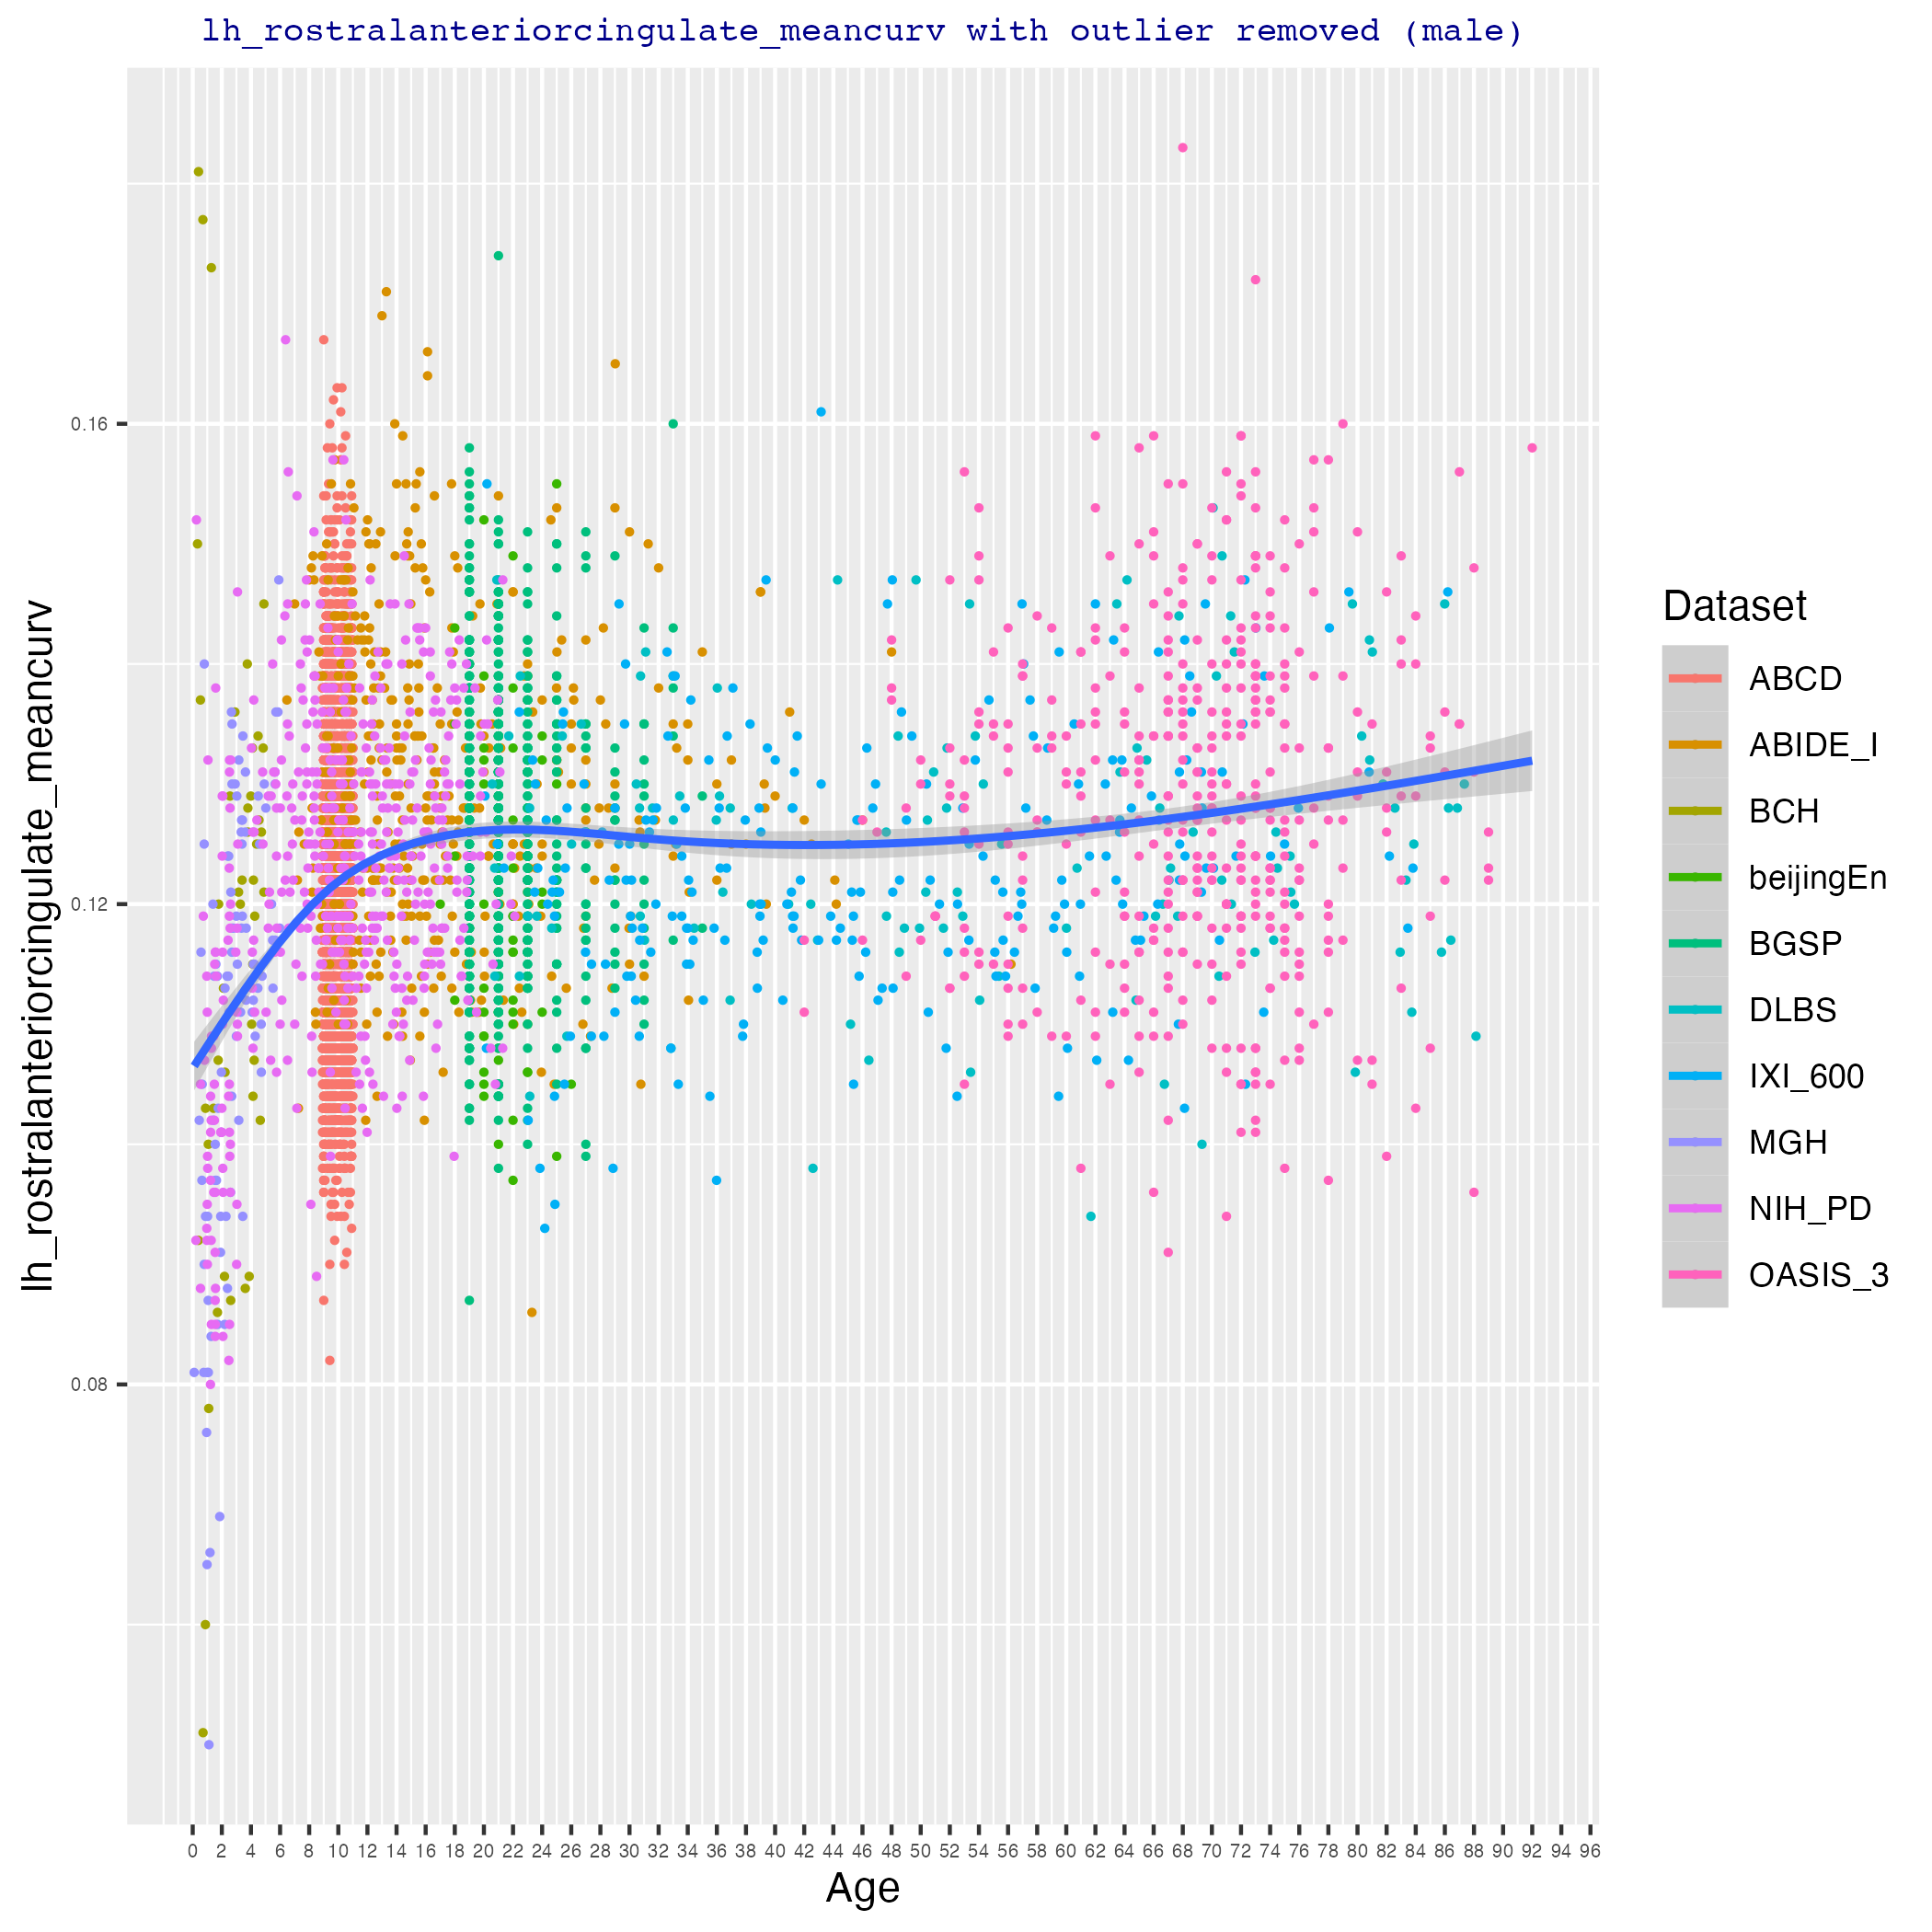 lh_rostralanteriorcingulate_meancurv with outlier removed (male)
lh_rostralanteriorcingulate_meancurv
0.16
0.12
0.08
0 2 4 6 8 10 12 14 16 18 20 22 24 26 28 30 32 34 36 38 40 42 44 46 48 50 52 54 56 58 60 62 64 66 68 70 72 74 76 78 80 82 84 86 88 90 92 94 96
Age
Dataset
ABCD
ABIDE_I
BCH
beijingEn
BGSP
DLBS
IXI_600
MGH
NIH_PD
OASIS_3